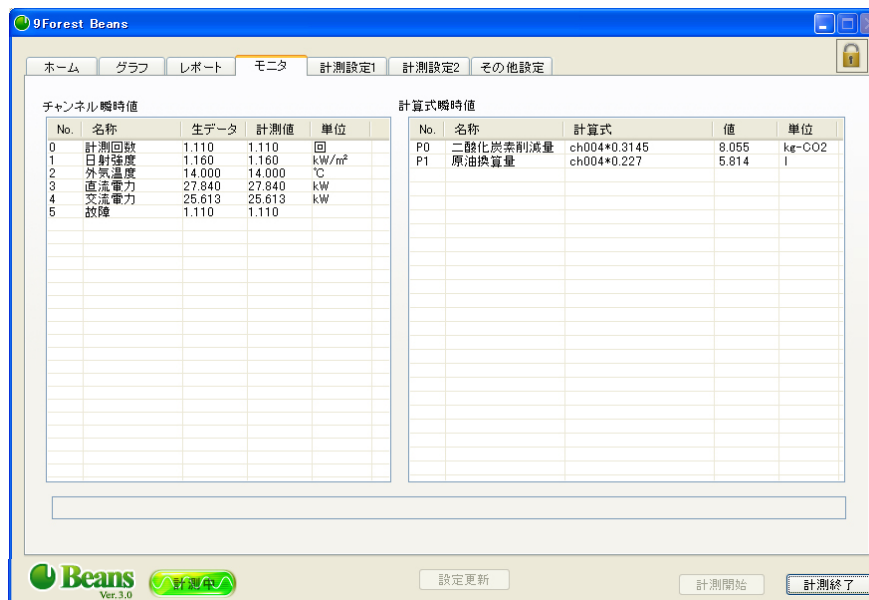 9Forest Beans
ホーム グラフ レポート モニタ 計測設定1 計測設定2 その他設定
チャンネル瞬時値
No. 名称 生データ 計測値 単位
0 計測回数 1.110 1.110 回
1 日射強度 1.160 1.160 kW/m²
2 外気温度 14.000 14.000 ℃
3 直流電力 27.840 27.840 kW
4 交流電力 25.613 25.613 kW
5 故障 1.110 1.110
計算式瞬時値
No. 名称 計算式 値 単位
P0 二酸化炭素削減量 ch004*0.3145 8.055 kg-CO2
P1 原油換算量 ch004*0.227 5.814 l
Beans
Ver.3.0
計測中
設定更新
計測開始
計測終了